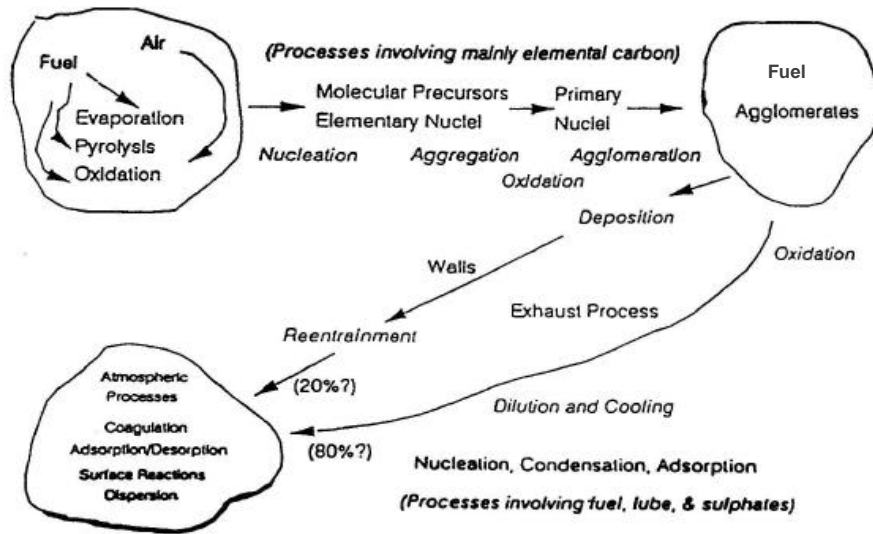 Air
Fuel
Evaporation
Pyrolysis
Oxidation
(Processes involving mainly elemental carbon)
Molecular Precursors
Elementary Nuclei
Primary
Nuclei
Nucleation
Aggregation
Agglomeration
Oxidation
Fuel
Agglomerates
Deposition
Oxidation
Walls
Exhaust Process
Reentrainment
(20%?)
Dilution and Cooling
(80%?)
Atmospheric
Processes
Coagulation
Adsorption/Desorption
Surface Reactions
Dispersion
Nucleation, Condensation, Adsorption
(Processes involving fuel, lube, & sulphates)